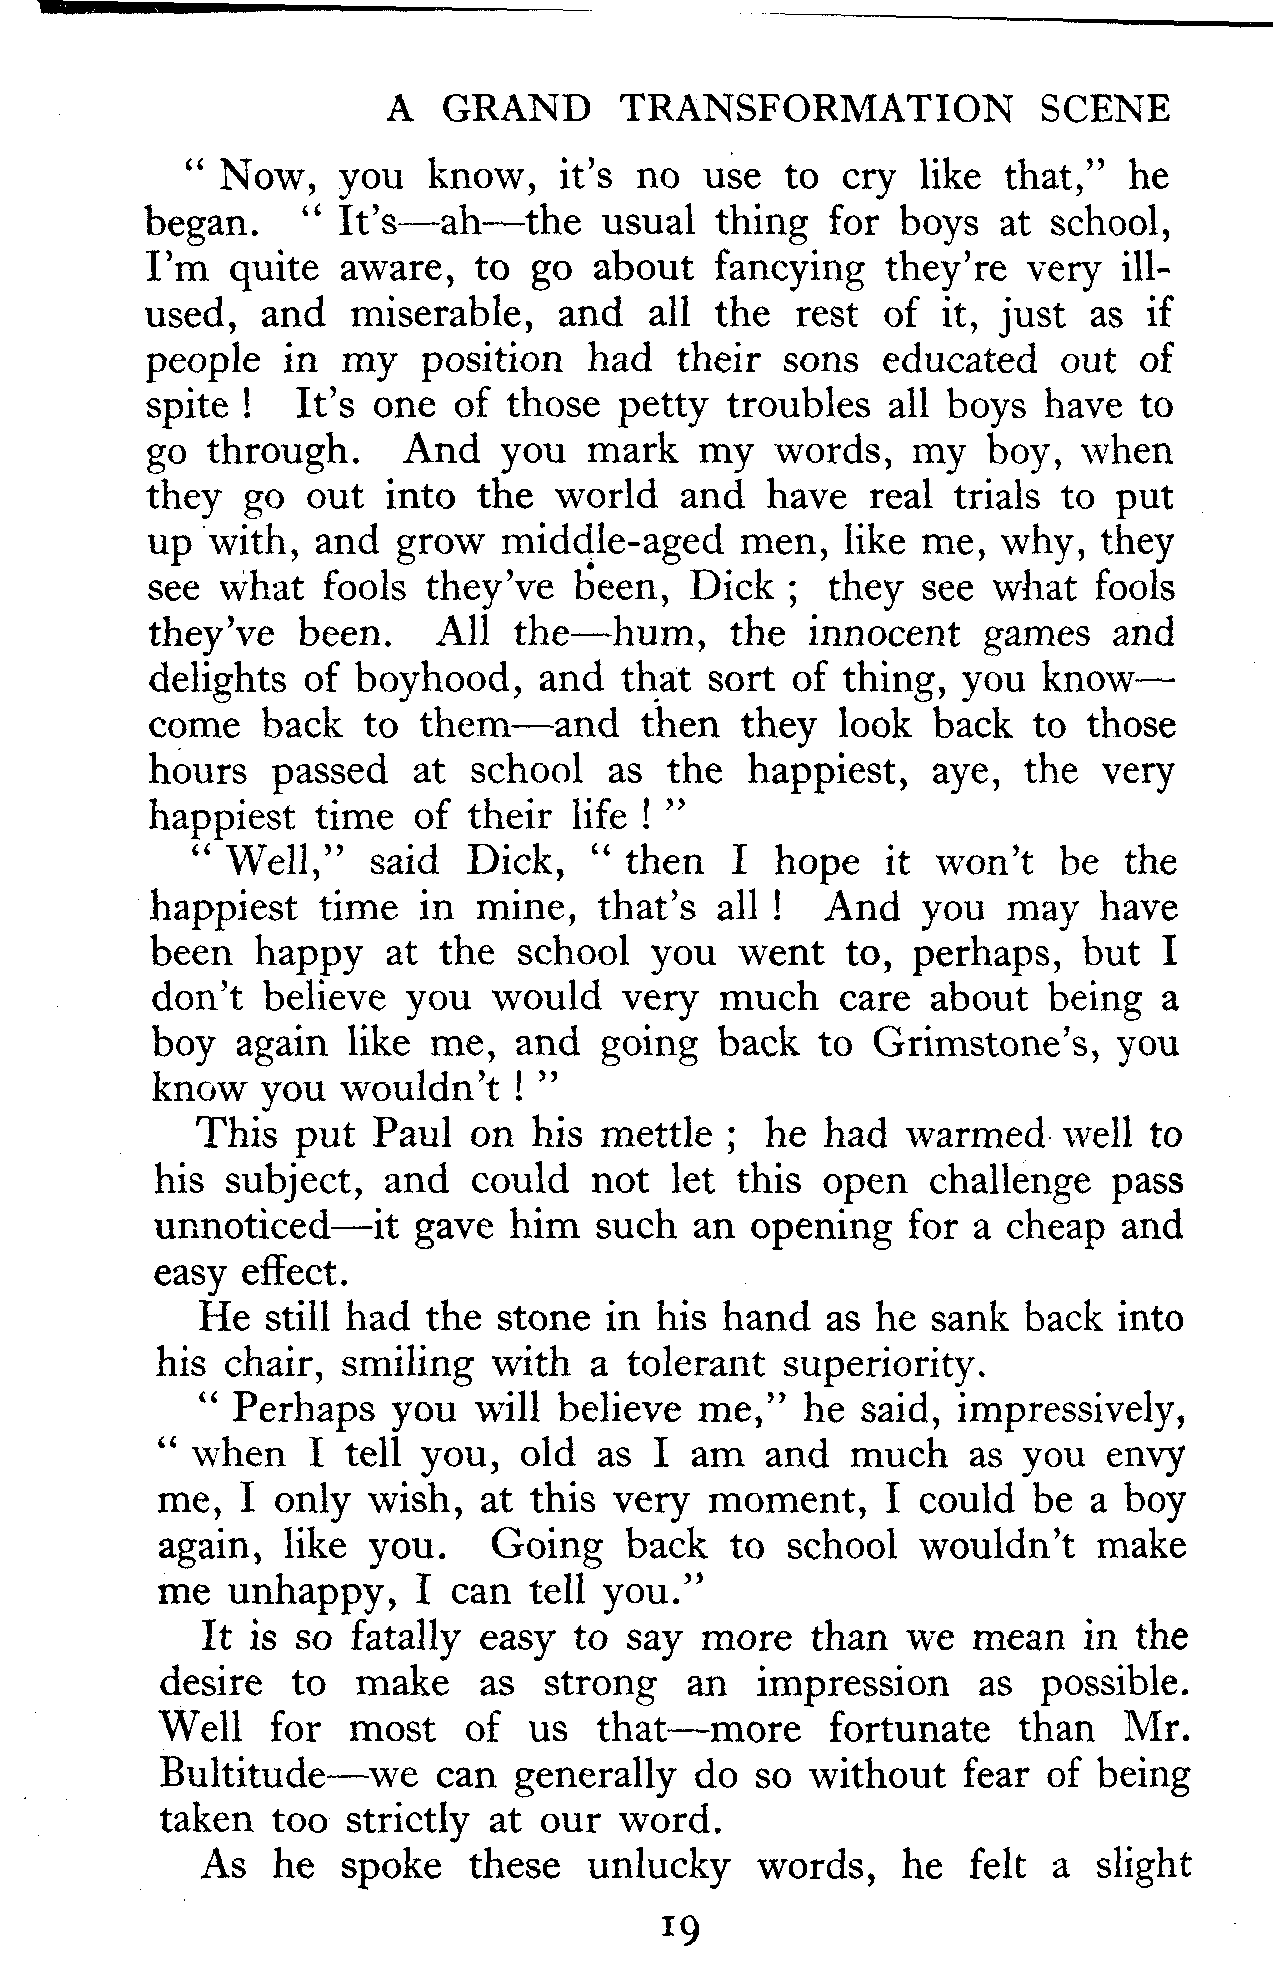 A GRAND TRANSFORMATION SCENE
" Now, you know, it's no use to cry like that," he
began. " It's—ah—the usual thing for boys at school,
I'm quite aware, to go about fancying they're very ill-
used, and miserable, and all the rest of it, just as if
people in my position had their sons educated out of
spite ! It's one of those petty troubles all boys have to
go through. And you mark my words, my boy, when
they go out into the world and have real trials to put
up with, and grow middle-aged men, like me, why, they
see what fools they've been, Dick ; they see what fools
they've been. All the—hum, the innocent games and
delights of boyhood, and that sort of thing, you know—
come back to them—and then they look back to those
hours passed at school as the happiest, aye, the very
happiest time of their life ! "
" Well," said Dick, " then I hope it won't be the
happiest time in mine, that's all ! And you may have
been happy at the school you went to, perhaps, but I
don't believe you would very much care about being a
boy again like me, and going back to Grimstone's, you
know you wouldn't ! "
This put Paul on his mettle ; he had warmed well to
his subject, and could not let this open challenge pass
unnoticed—it gave him such an opening for a cheap and
easy effect.
He still had the stone in his hand as he sank back into
his chair, smiling with a tolerant superiority.
" Perhaps you will believe me," he said, impressively,
" when I tell you, old as I am and much as you envy
me, I only wish, at this very moment, I could be a boy
again, like you. Going back to school wouldn't make
me unhappy, I can tell you."
It is so fatally easy to say more than we mean in the
desire to make as strong an impression as possible.
Well for most of us that—more fortunate than Mr.
Bultitude—we can generally do so without fear of being
taken too strictly at our word.
As he spoke these unlucky words, he felt a slight
19